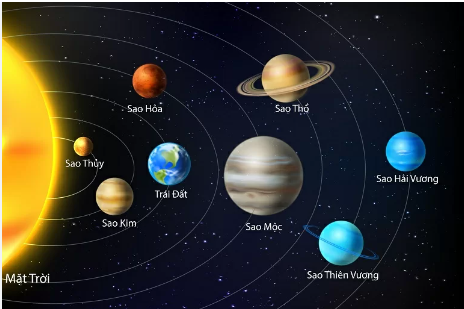 Sao Hỏa
Sao Thổ
Sao Thủy
Sao Hải Vương
Trái Đất
Sao Kim
Sao Mộc
Sao Thiên Vương
Mặt Trời